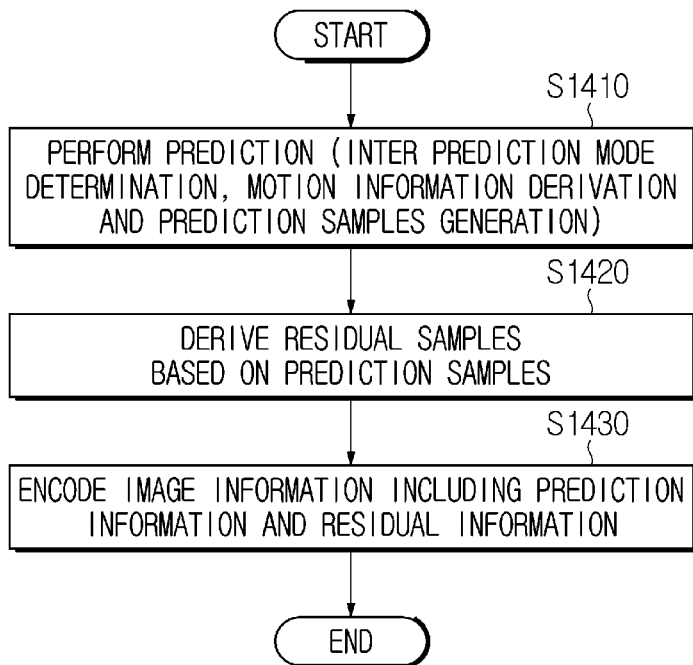 START
S1410
PERFORM PREDICTION (INTER PREDICTION MODE
DETERMINATION, MOTION INFORMATION DERIVATION
AND PREDICTION SAMPLES GENERATION)
S1420
DERIVE RESIDUAL SAMPLES
BASED ON PREDICTION SAMPLES
S1430
ENCODE IMAGE INFORMATION INCLUDING PREDICTION
INFORMATION AND RESIDUAL INFORMATION
END